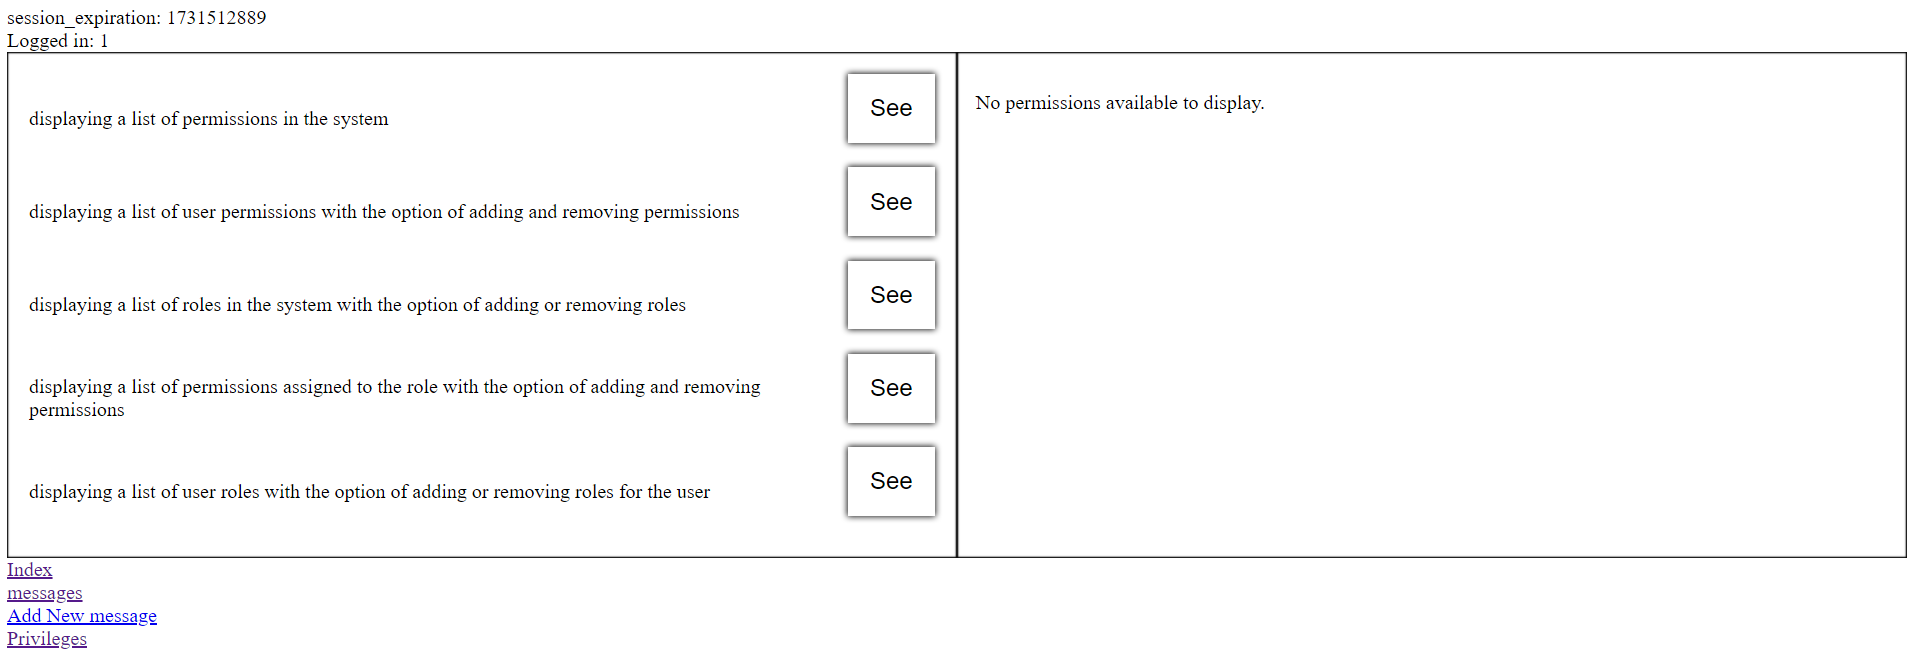 session_expiration: 1731512889
Logged in: 1
displaying a list of permissions in the system
See
displaying a list of user permissions with the option of adding and removing permissions
See
displaying a list of roles in the system with the option of adding or removing roles
See
displaying a list of permissions assigned to the role with the option of adding and removing
permissions
See
displaying a list of user roles with the option of adding or removing roles for the user
See
No permissions available to display.
Index
messages
Add New message
Privileges